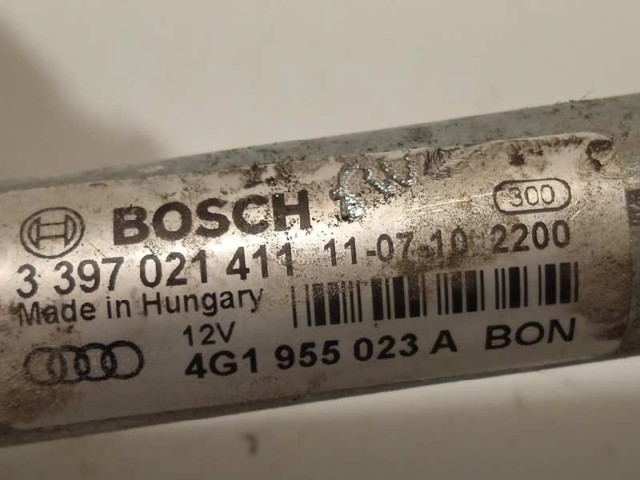 BOSCH 300
3 397 021 411 11-07-10 2200
Made in Hungary
12V
4G1 955 023 A BON